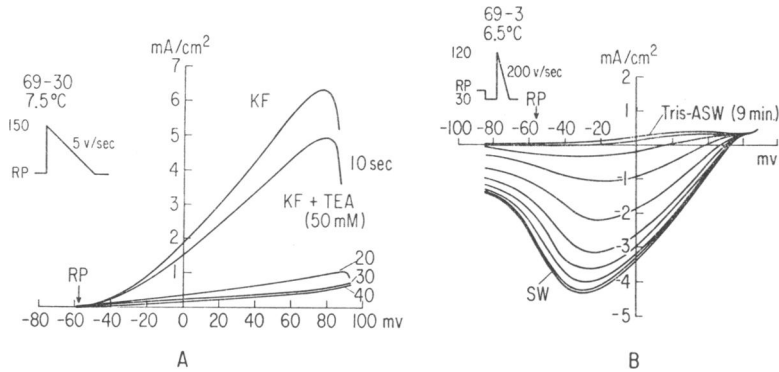 69-30
7.5°C
150
5 v/sec
RP
mA/cm²
7
6
5
4
3
2
1
KF
10 sec
KF + TEA
(50 mM)
20
30
40
RP
-80 -60 -40 -20 0 20 40 60 80 100 mv
A
69-3
6.5°C
120
200 v/sec
RP
30
RP
mA/cm²
2
1
Tris-ASW (9 min.)
-100 -80 -60 -20
mv
-1
-2
-3
-4
-5
SW
B